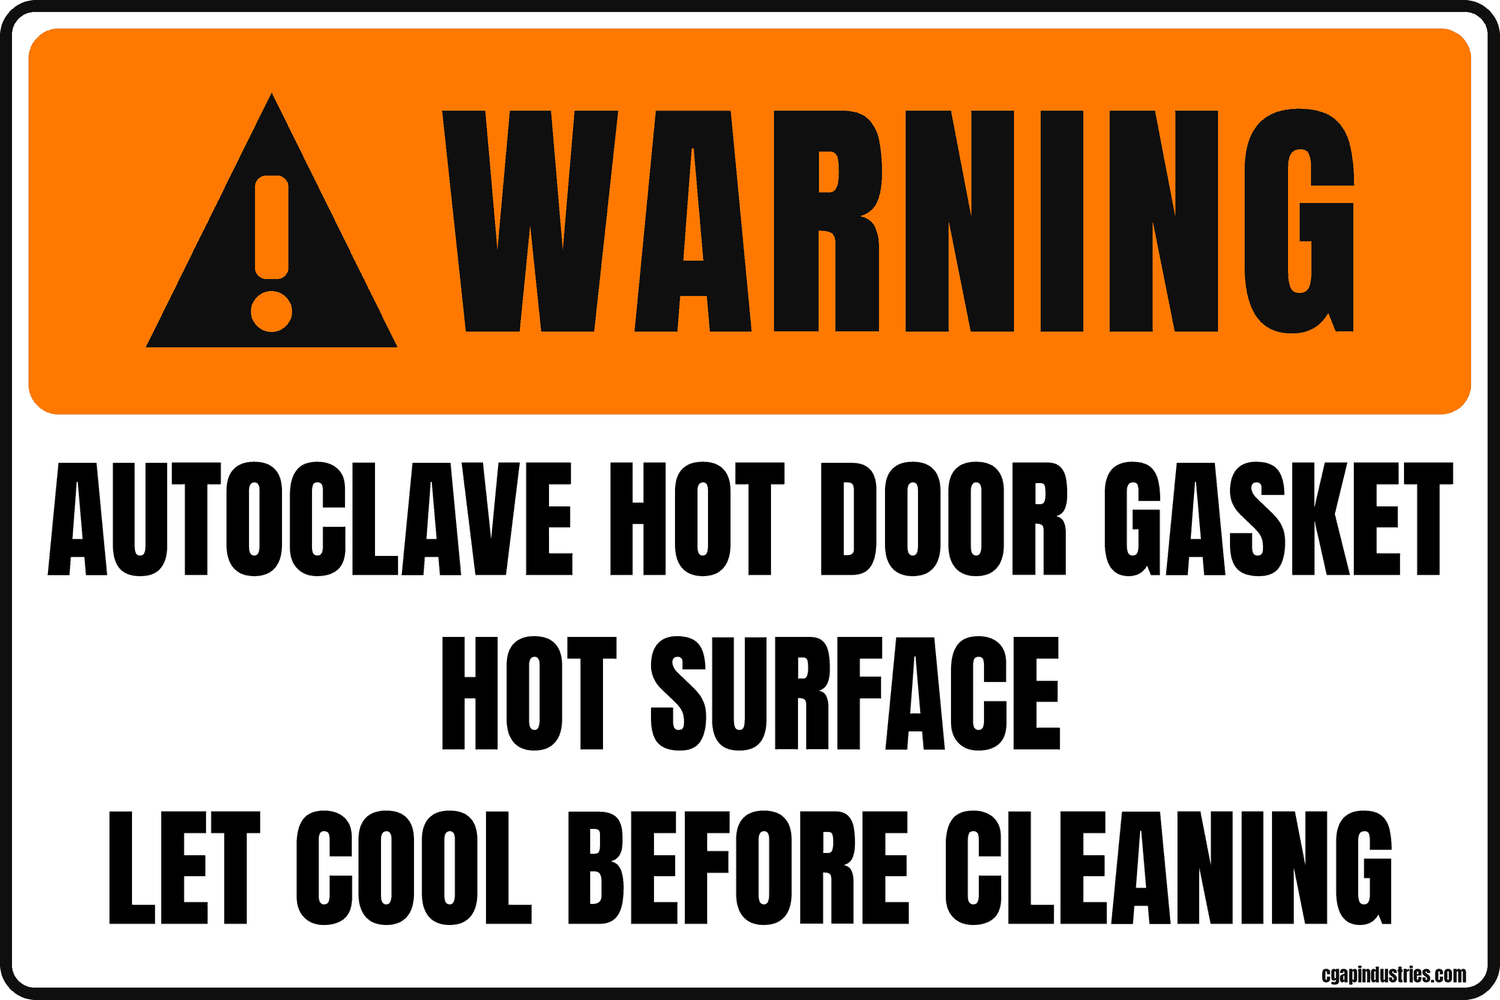 WARNING
AUTOCLAVE HOT DOOR GASKET
HOT SURFACE
LET COOL BEFORE CLEANING
cgapindustries.com